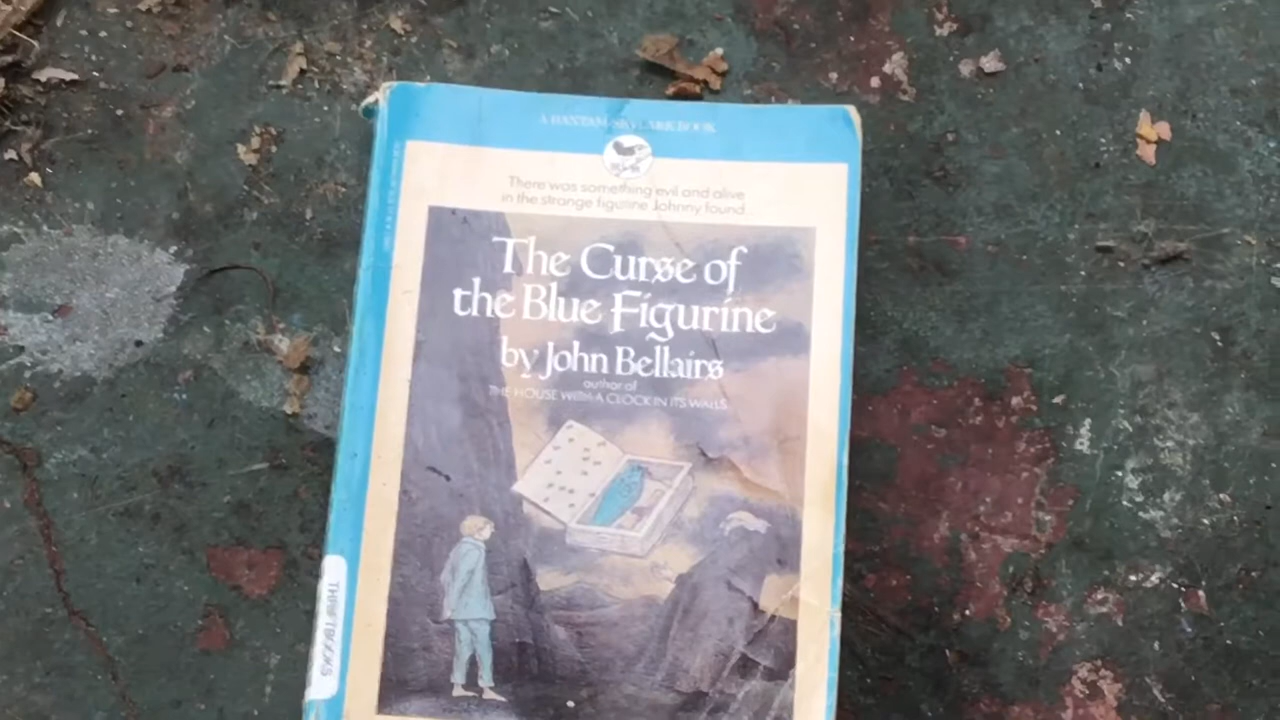 A BANTAM SKYLARK BOOK
There was something evil and alive
in the strange figurine Johnny found
The Curse of
the Blue Figurine
by John Bellairs
author of
THE HOUSE WITH A CLOCK IN ITS WALLS
THRIFTBOOKS